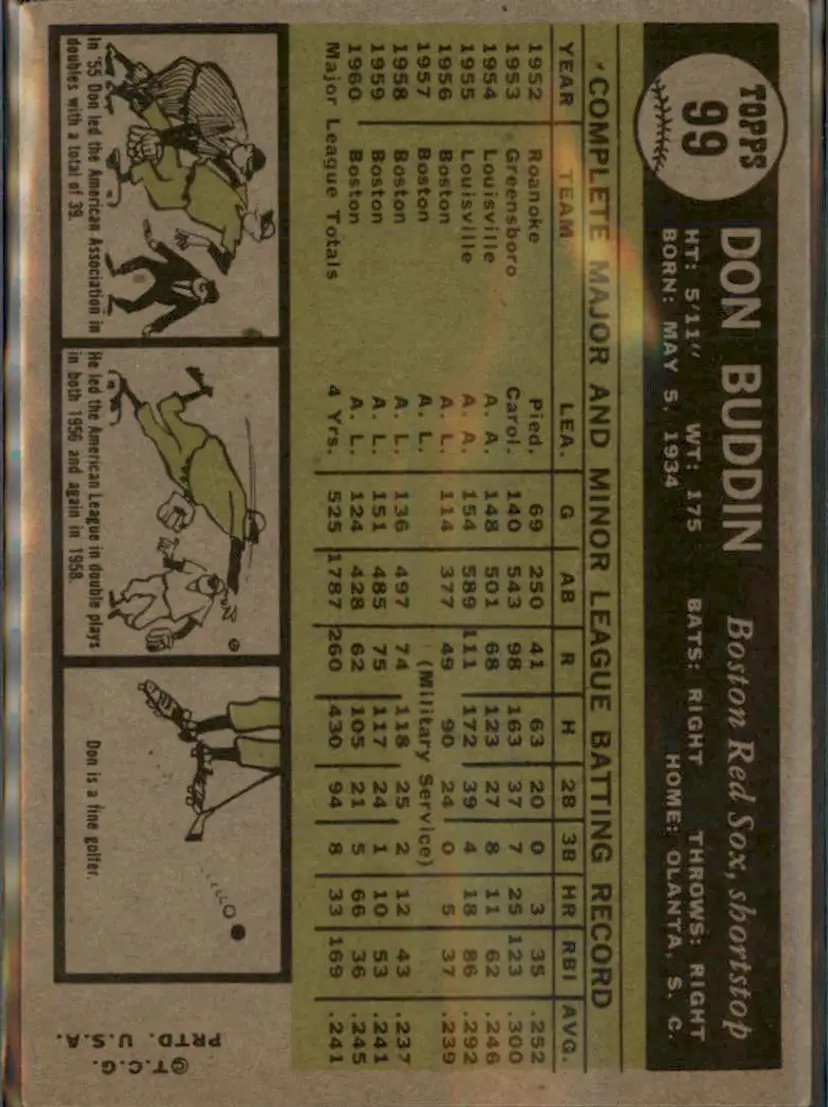 TOPPS
99
DON BUDDIN Boston Red Sox, shortstop
HT: 5'11" WT: 175 BATS: RIGHT THROWS: RIGHT
BORN: MAY 5, 1934 HOME: OLANTA, S. C.
COMPLETE MAJOR AND MINOR LEAGUE BATTING RECORD
YEAR TEAM LEA. G AB R H 2B 3B HR RBI AVG.
1952 Roanoke Pied. 69 250 41 63 20 0 3 35 .252
1953 Greensboro Carol. 140 543 98 163 37 7 25 123 .300
1954 Louisville A. A. 148 501 68 123 27 8 11 62 .246
1955 Louisville A. A. 154 589 111 172 39 4 18 86 .292
1956 Boston A. L. 114 377 49 90 24 0 5 37 .239
1957 Boston A. L. (Military Service)
1958 Boston A. L. 136 497 74 118 25 2 12 43 .237
1959 Boston A. L. 151 485 75 117 24 1 10 53 .241
1960 Boston A. L. 124 428 62 105 21 5 66 36 .245
Major League Totals 4 Yrs. 525 1787 260 430 94 8 33 169 .241
In '55 Don led the American Association in
doubles with a total of 39.
He led the American League in double plays
in both 1956 and again in 1958.
Don is a fine golfer.
©T.C.G.
PRTD. U.S.A.